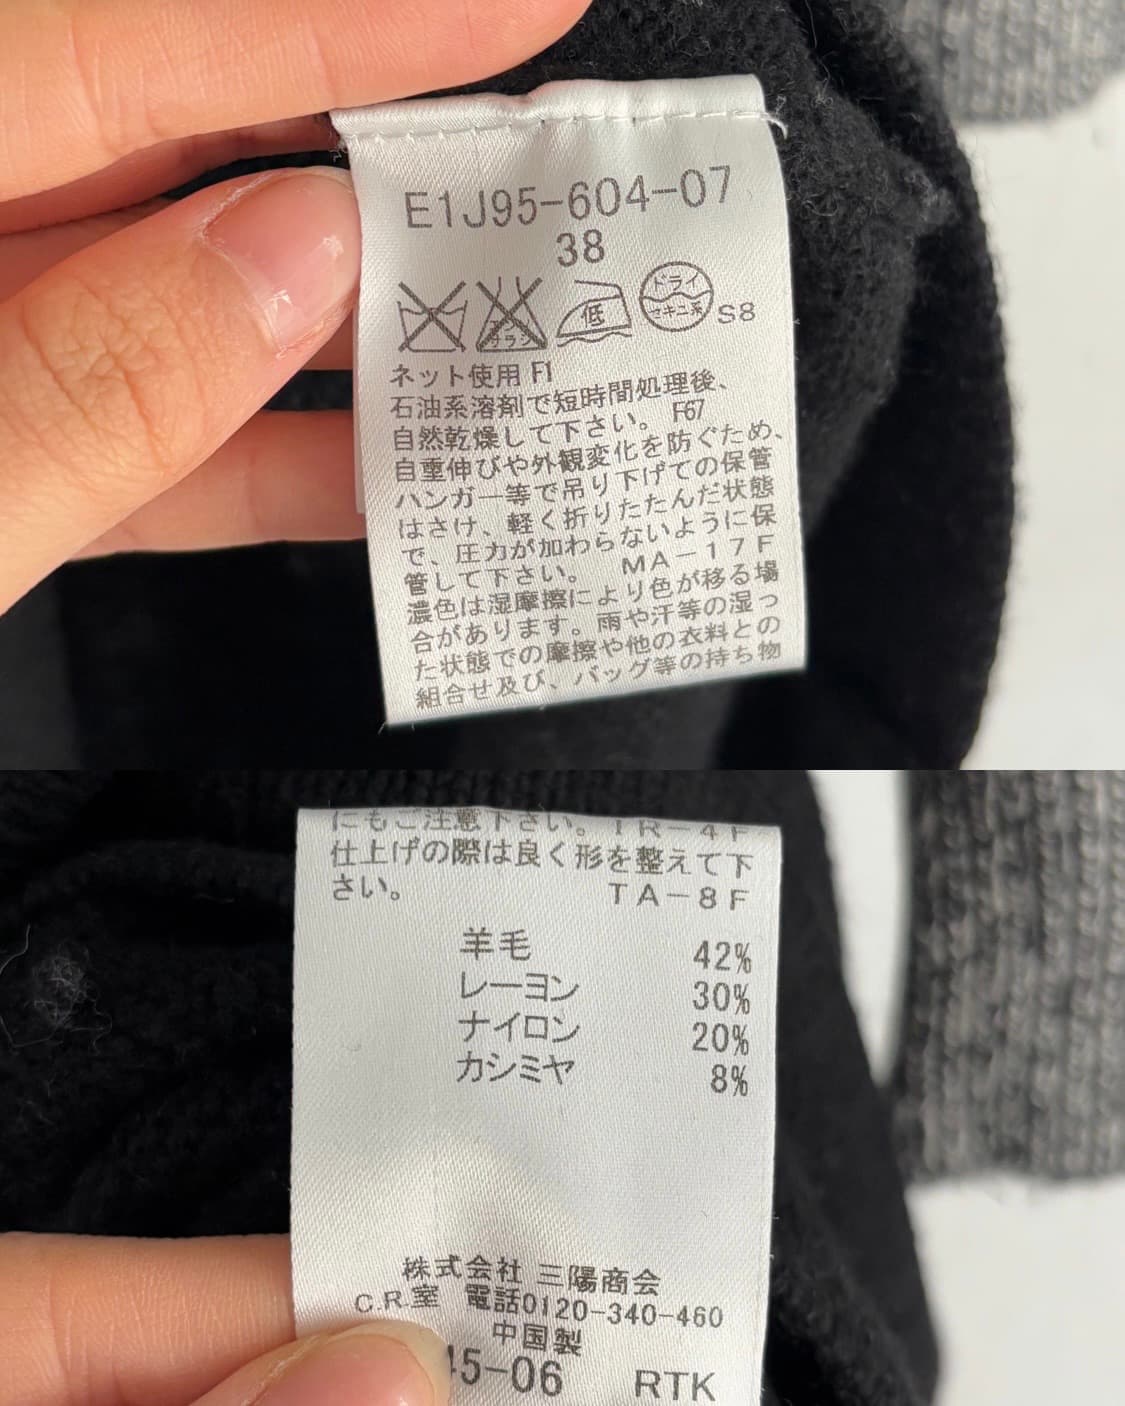 E1J95-604-07
38
サラシ
低
ドライ
セキユ系
S8
ネット使用 F1
石油系溶剤で短時間処理後、
自然乾燥して下さい。 F67
自重伸びや外観変化を防ぐため、
ハンガー等で吊り下げての保管
はさけ、軽く折りたたんだ状態
で、圧力が加わらないように保
管して下さい。 MA-17F
濃色は湿摩擦により色が移る場
合があります。雨や汗等の湿っ
た状態での摩擦や他の衣料との
組合せ及び、バッグ等の持ち物
にもご注意下さい。 IR-4F
仕上げの際は良く形を整えて下
さい。 TA-8F
羊毛 42%
レーヨン 30%
ナイロン 20%
カシミヤ 8%
株式会社 三陽商会
C.R.室 電話0120-340-460
中国製
45-06 RTK